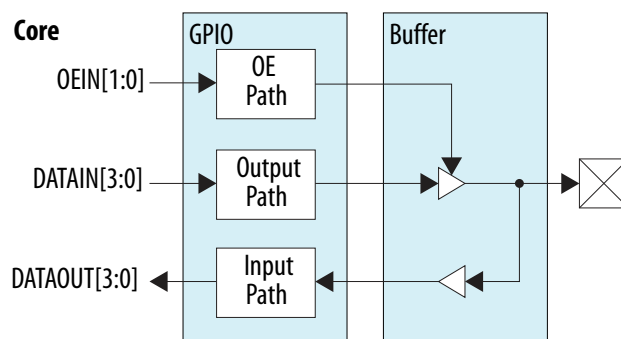 Core
GPIO
Buffer
OEIN[1:0]
OE
Path
DATAIN[3:0]
Output
Path
DATAOUT[3:0]
Input
Path